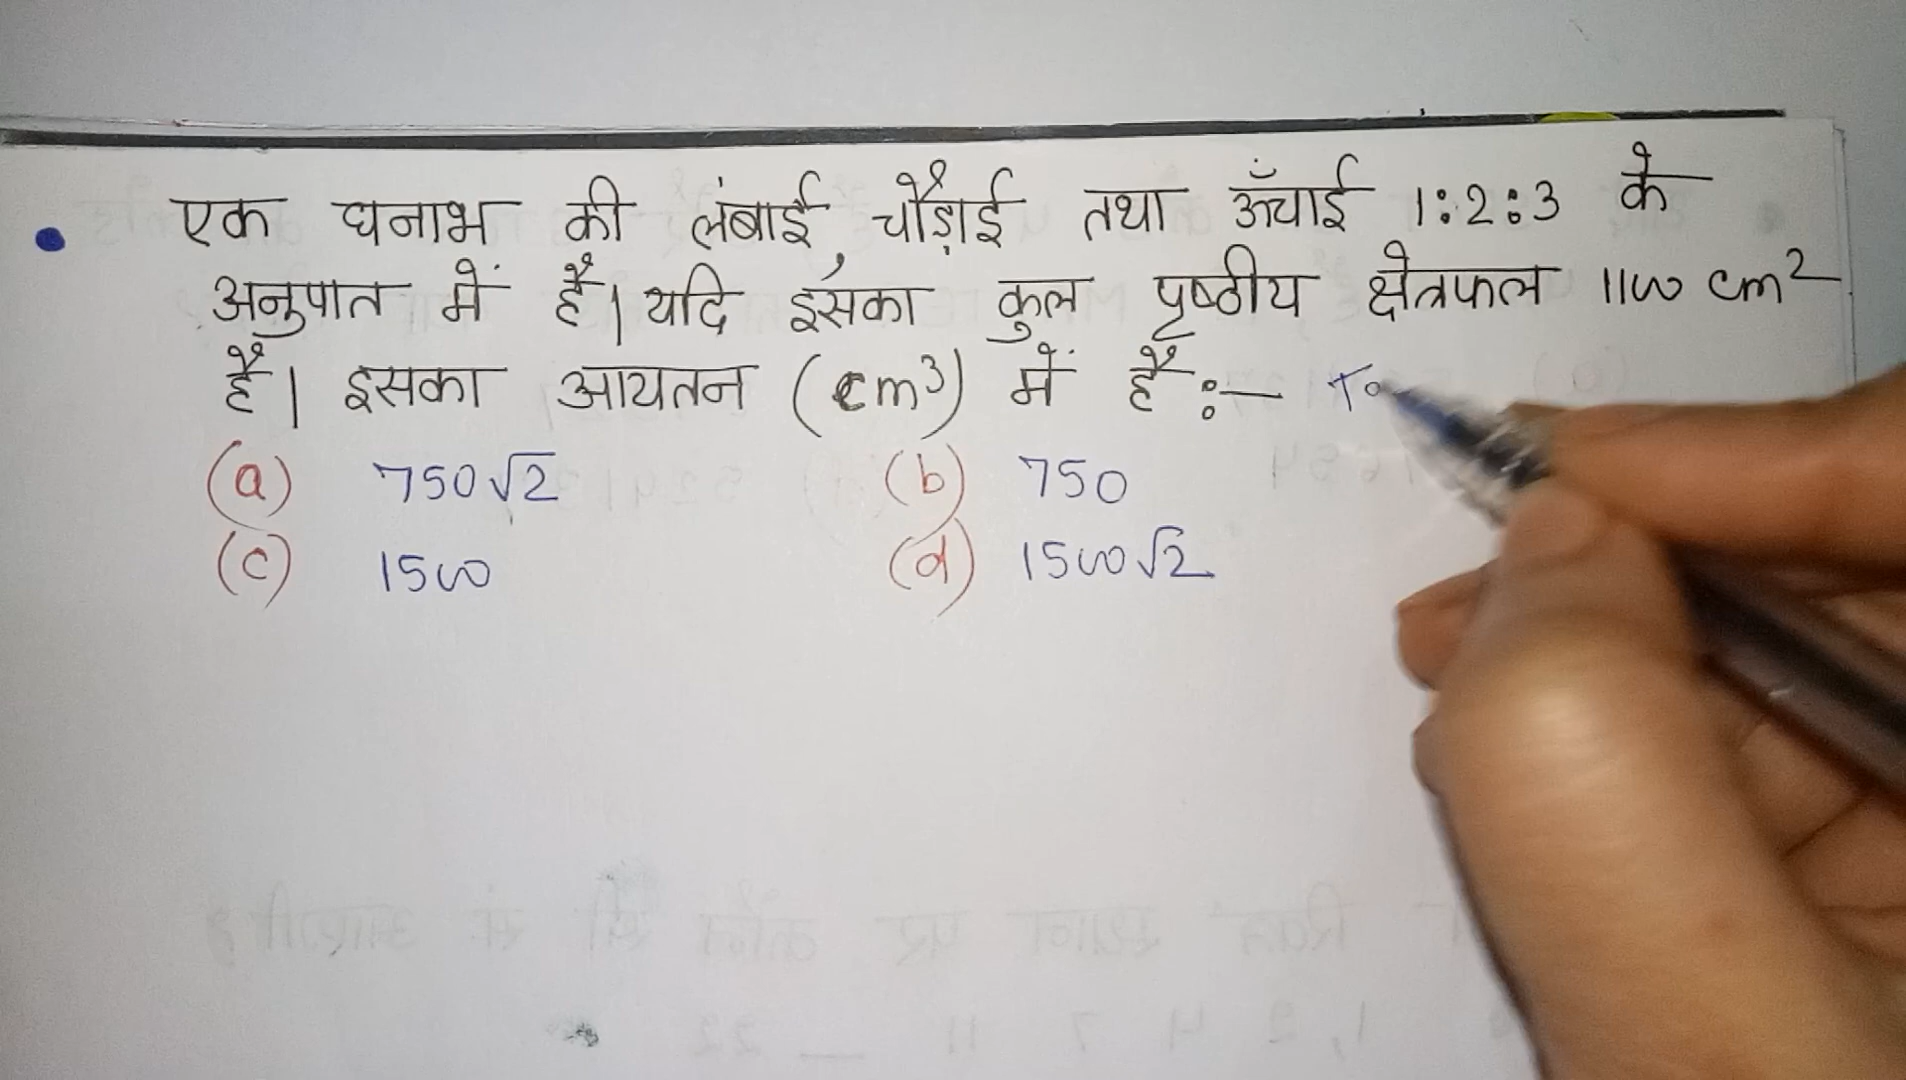 एक घनाभ की लंबाई, चौड़ाई तथा ऊँचाई 1:2:3 के
अनुपात में है। यदि इसका कुल पृष्ठीय क्षेत्रफल 1100 cm²
है। इसका आयतन (cm³) में है:- To
(a) 750√2 (b) 750
(c) 1500 (d) 1500√2